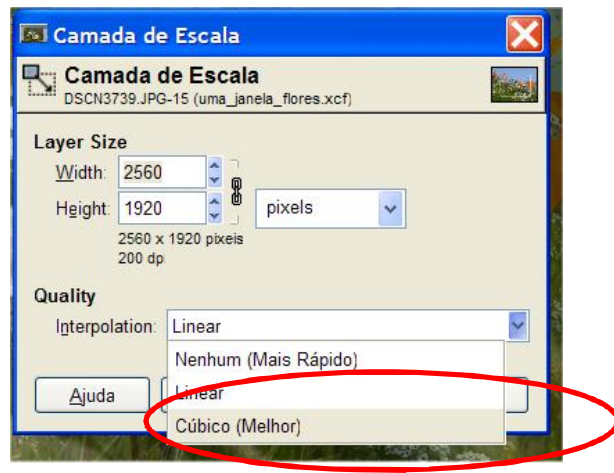 Camada de Escala
Camada de Escala
DSCN3739.JPG-15 (uma_janela_flores.xcf)
Layer Size
Width: 2560
Height: 1920 pixels
2560 x 1920 pixeis
200 dp
Quality
Interpolation: Linear
Nenhum (Mais Rápido)
Linear
Ajuda
Cúbico (Melhor)